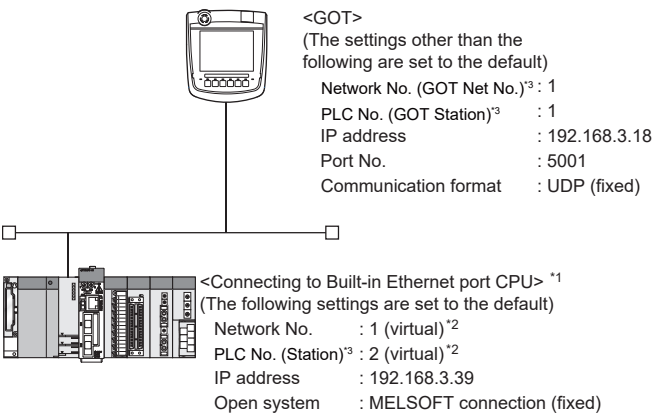 <GOT>
(The settings other than the
following are set to the default)
Network No. (GOT Net No.)*3 : 1
PLC No. (GOT Station)*3 : 1
IP address : 192.168.3.18
Port No. : 5001
Communication format : UDP (fixed)
<Connecting to Built-in Ethernet port CPU> *1
(The following settings are set to the default)
Network No. : 1 (virtual)*2
PLC No. (Station)*3 : 2 (virtual)*2
IP address : 192.168.3.39
Open system : MELSOFT connection (fixed)